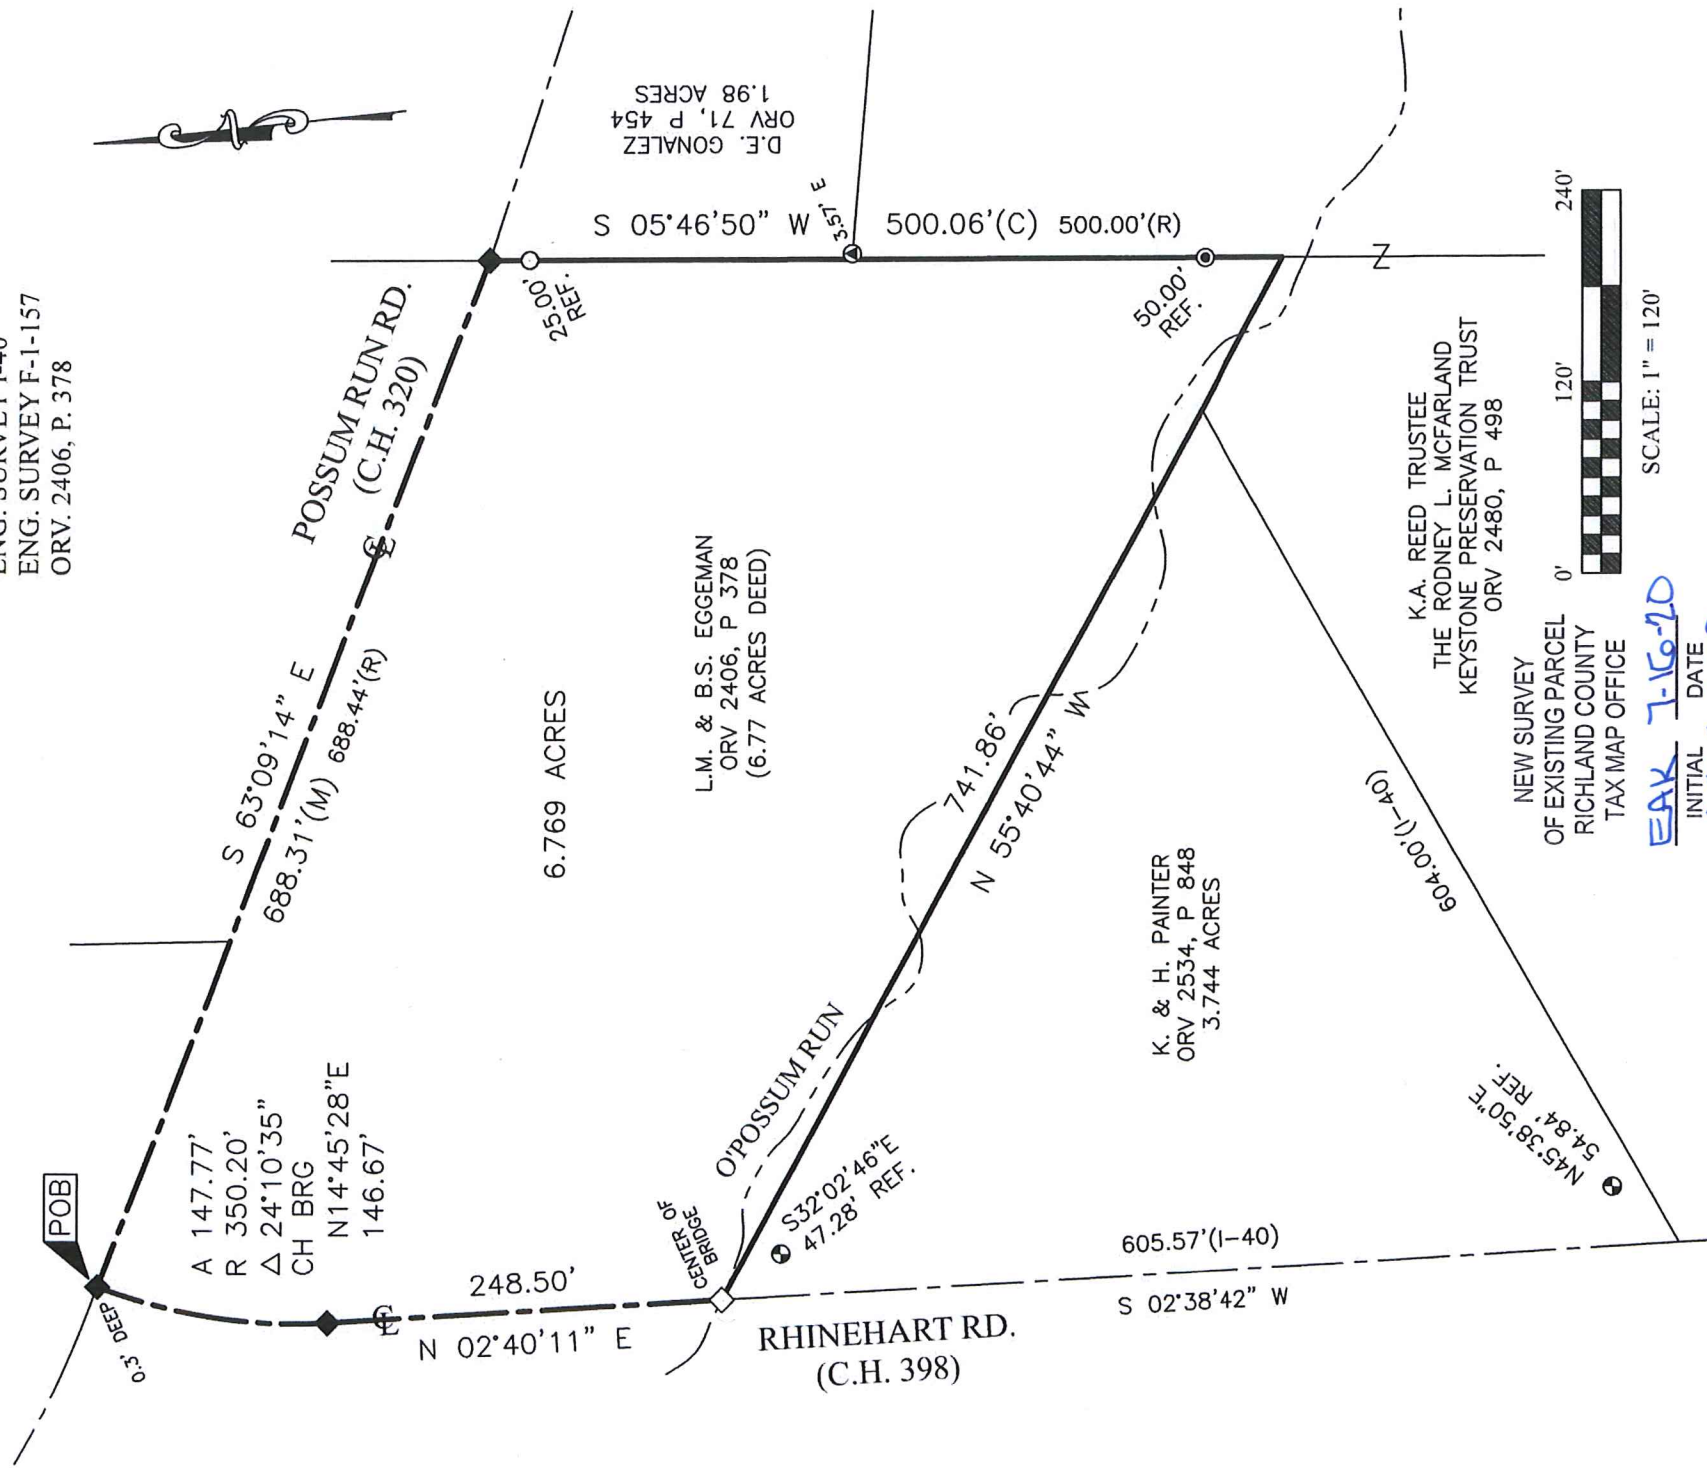 ENG. SURVEY F-1-157
ORV. 2406, P. 378
D.E. GONALEZ
ORV 71, P 454
1.98 ACRES
POB
0.3' DEEP
S 63°09'14" E
688.31'(M) 688.44'(R)
POSSUM RUN RD.
(C.H. 320)
25.00'
REF.
S 05°46'50" W
3.57' E
500.06'(C) 500.00'(R)
50.00'
REF.
Z
A 147.77'
R 350.20'
Δ 24°10'35"
CH BRG
N14°45'28"E
146.67'
248.50'
N 02°40'11" E
6.769 ACRES
L.M. & B.S. EGGEMAN
ORV 2406, P 378
(6.77 ACRES DEED)
741.86'
N 55°40'44" W
O'POSSUM RUN
CENTER OF
BRIDGE
S32°02'46"E
47.28' REF.
RHINEHART RD.
(C.H. 398)
605.57'(I-40)
S 02°38'42" W
K. & H. PAINTER
ORV 2534, P 848
3.744 ACRES
604.00'(I-40)
N45°38'50"E
54.84' REF.
K.A. REED TRUSTEE
THE RODNEY L. MCFARLAND
KEYSTONE PRESERVATION TRUST
ORV 2480, P 498
0' 120' 240'
SCALE: 1" = 120'
NEW SURVEY
OF EXISTING PARCEL
RICHLAND COUNTY
TAX MAP OFFICE
EAK 7-16-20
INITIAL DATE